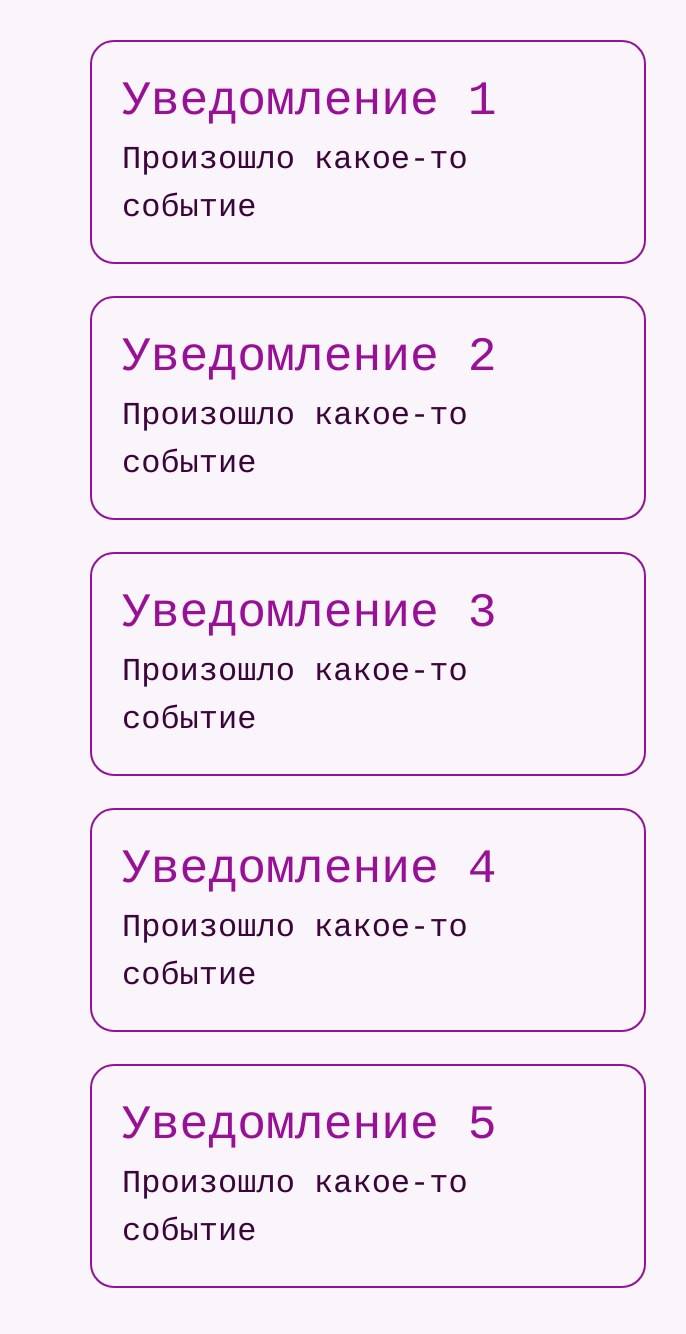 Уведомление 1
Произошло какое-то
событие
Уведомление 2
Произошло какое-то
событие
Уведомление 3
Произошло какое-то
событие
Уведомление 4
Произошло какое-то
событие
Уведомление 5
Произошло какое-то
событие